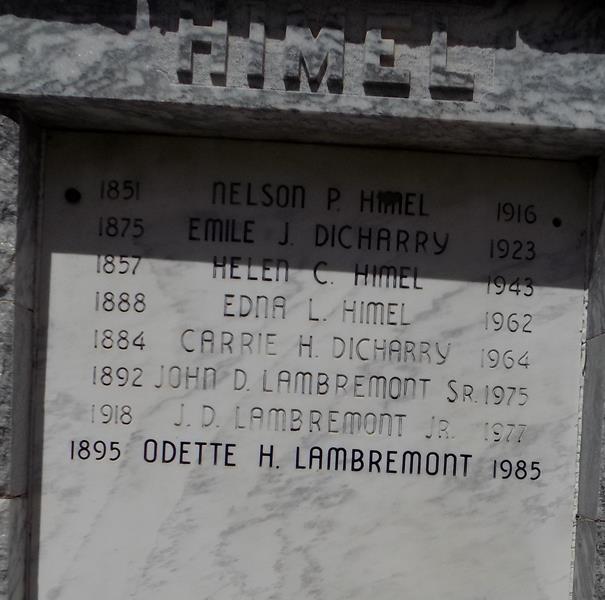 HIMEL
1851 NELSON P. HIMEL 1916
1875 EMILE J. DICHARRY 1923
1857 HELEN C. HIMEL 1943
1888 EDNA L. HIMEL 1962
1884 CARRIE H. DICHARRY 1964
1892 JOHN D. LAMBREMONT SR. 1975
1918 J. D. LAMBREMONT JR. 1977
1895 ODETTE H. LAMBREMONT 1985